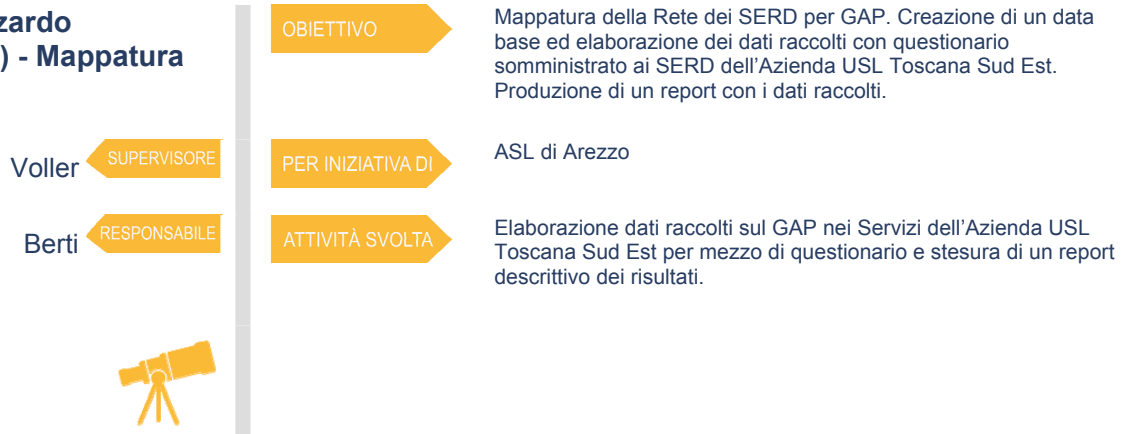 ) - Mappatura
Voller
SUPERVISORE
Berti
RESPONSABILE
OBIETTIVO
Mappatura della Rete dei SERD per GAP. Creazione di un data
base ed elaborazione dei dati raccolti con questionario
somministrato ai SERD dell’Azienda USL Toscana Sud Est.
Produzione di un report con i dati raccolti.
PER INIZIATIVA DI
ASL di Arezzo
ATTIVITÀ SVOLTA
Elaborazione dati raccolti sul GAP nei Servizi dell’Azienda USL
Toscana Sud Est per mezzo di questionario e stesura di un report
descrittivo dei risultati.